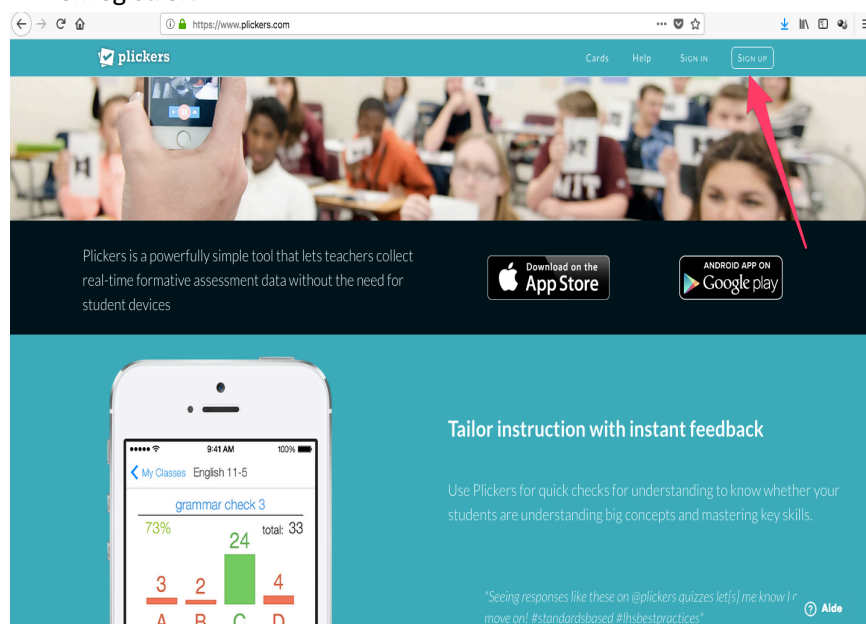 https://www.plickers.com
plickers
Cards Help SIGN IN SIGN UP
Plickers is a powerfully simple tool that lets teachers collect
real-time formative assessment data without the need for
student devices
Download on the
App Store
ANDROID APP ON
Google play
9:41 AM 100%
My Classes English 11-5
grammar check 3
73% total: 33
24
3 2 4
A B C D
Tailor instruction with instant feedback
Use Plickers for quick checks for understanding to know whether your
students are understanding big concepts and mastering key skills.
"Seeing responses like these on @plickers quizzes let[s] me know I
move on! #standardsbased #lhsbestpractices"
Aide